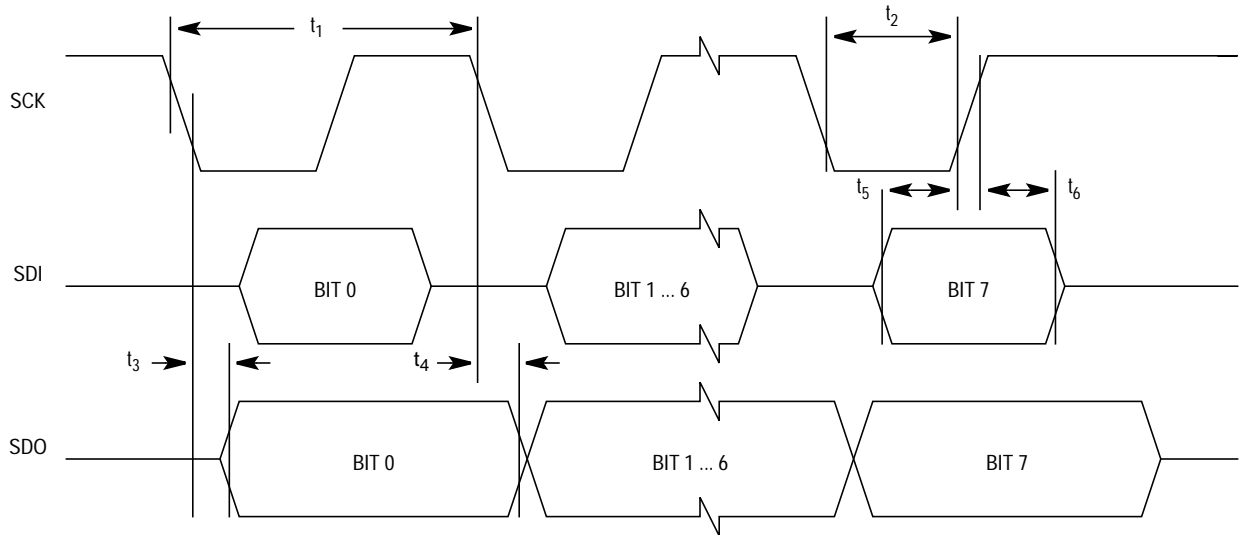 t1
t2
SCK
t5
t6
SDI
BIT 0
BIT 1 ... 6
BIT 7
t3
t4
SDO
BIT 0
BIT 1 ... 6
BIT 7